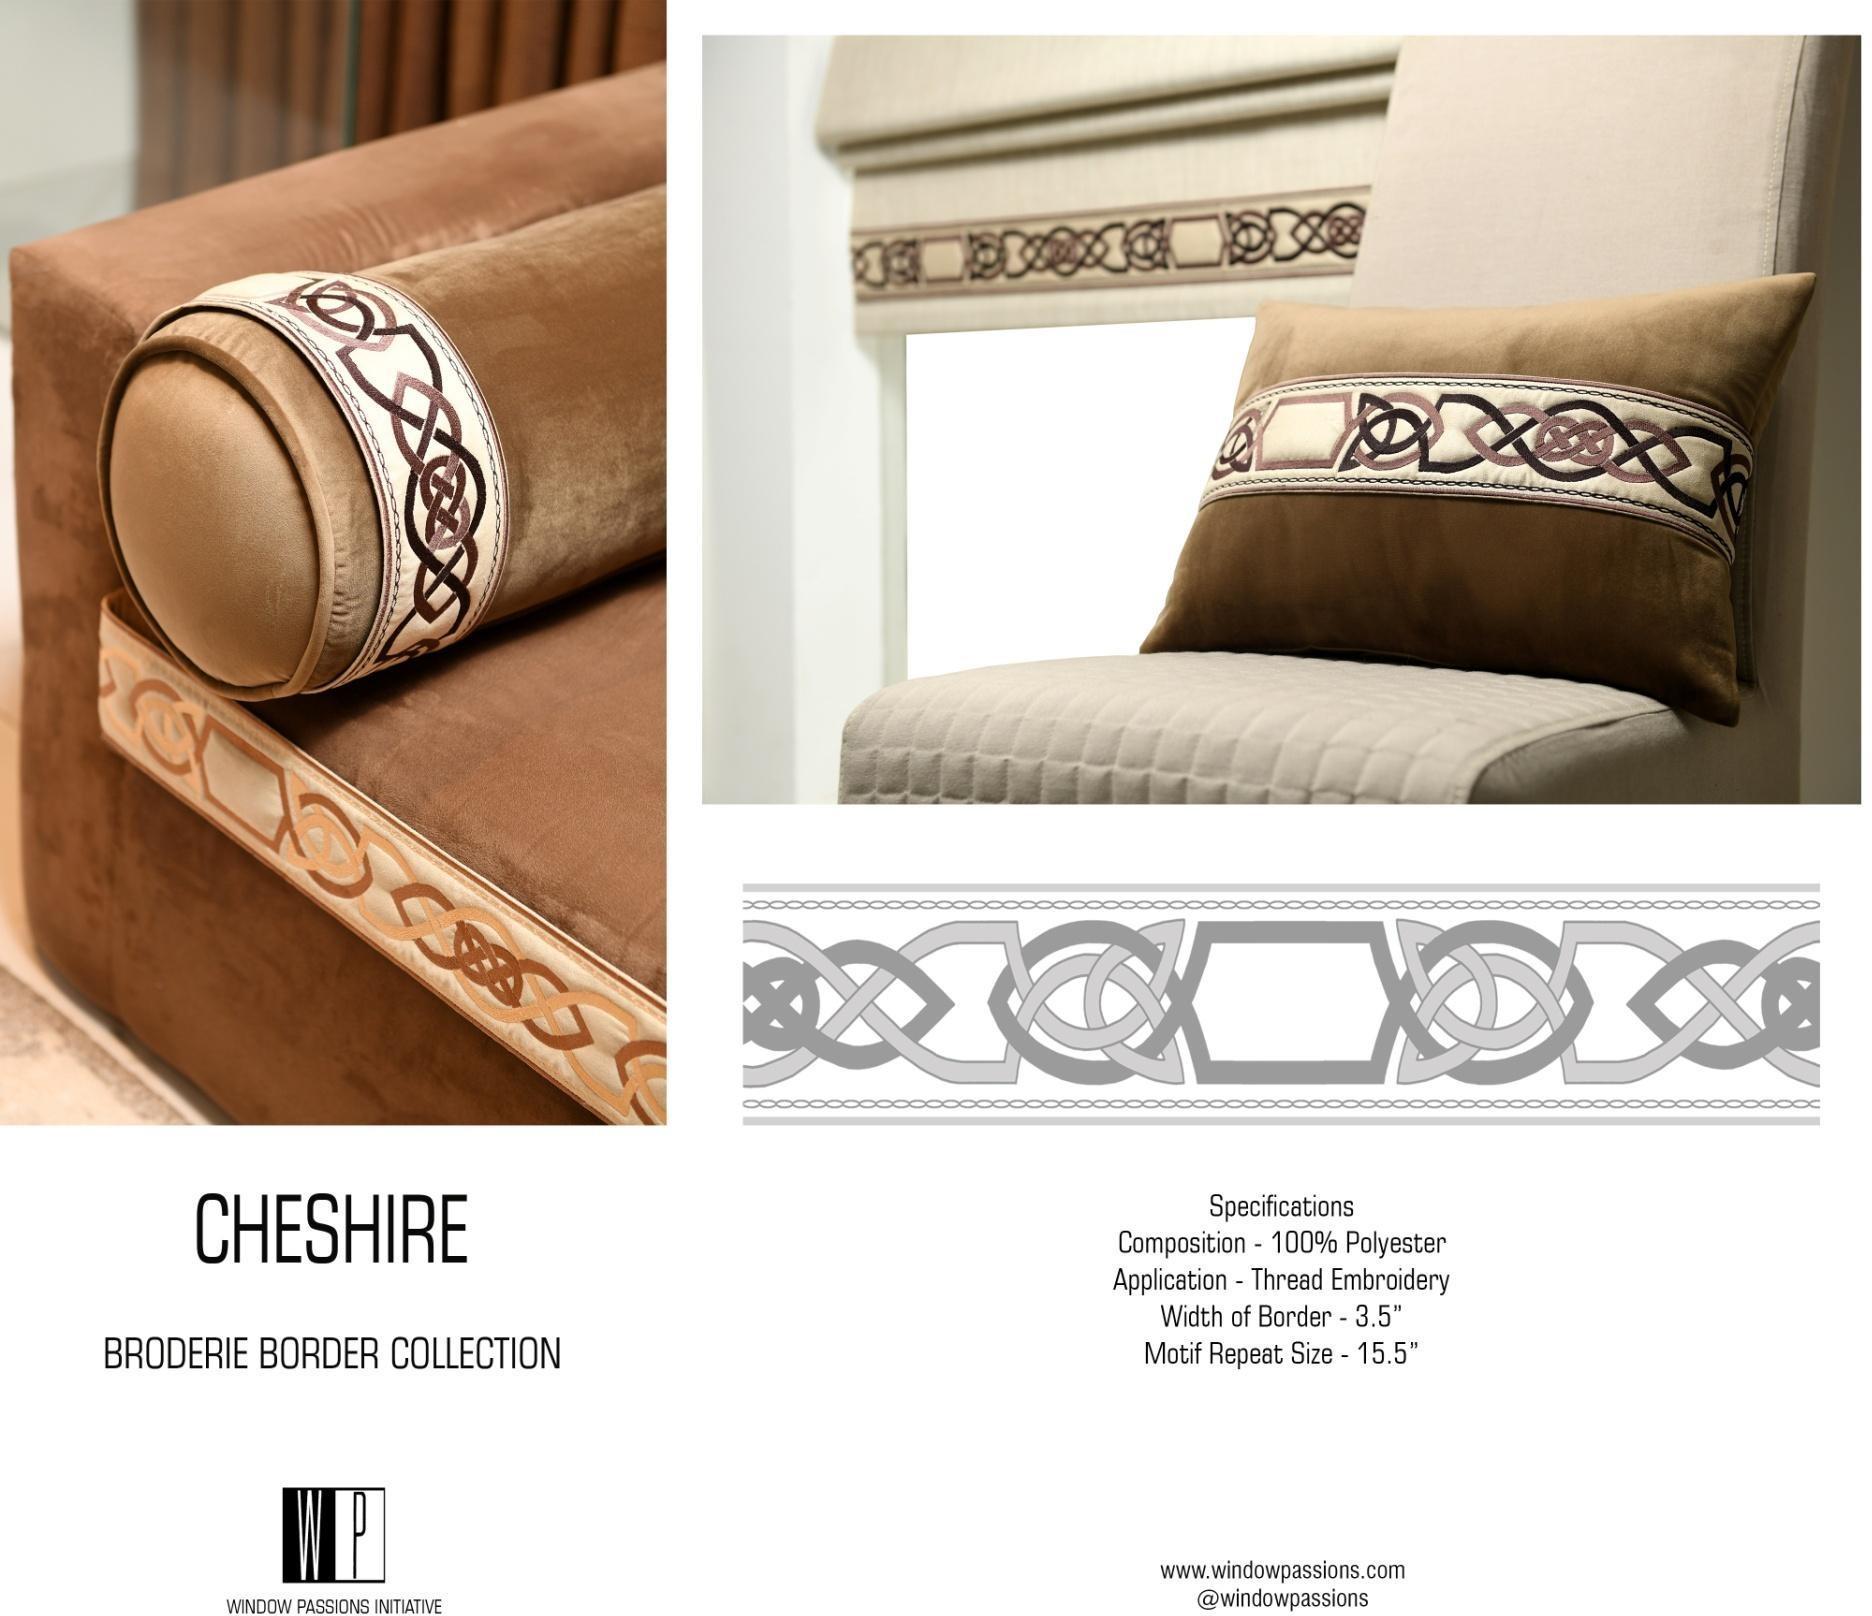 CHESHIRE
BRODERIE BORDER COLLECTION
WP
WINDOW PASSIONS INITIATIVE
Specifications
Composition - 100% Polyester
Application - Thread Embroidery
Width of Border - 3.5”
Motif Repeat Size - 15.5”
www.windowpassions.com
@windowpassions